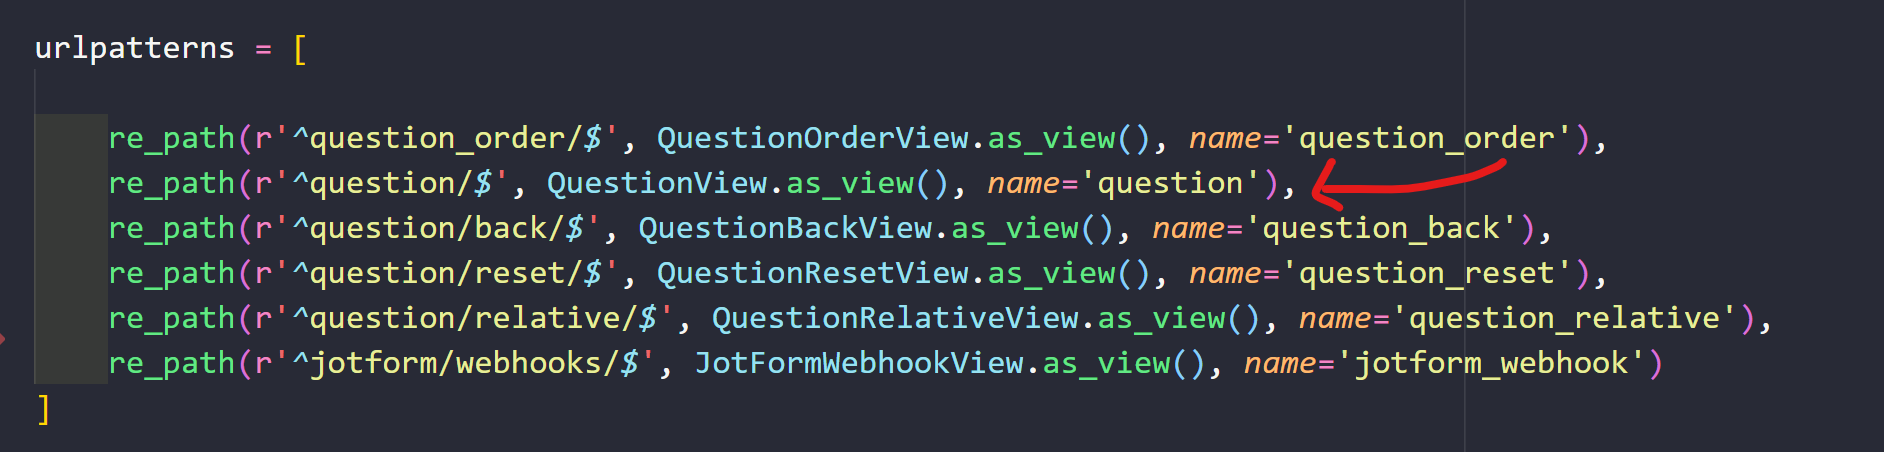 urlpatterns = [
re_path(r'^question_order/$', QuestionOrderView.as_view(), name='question_order'),
re_path(r'^question/$', QuestionView.as_view(), name='question'),
re_path(r'^question/back/$', QuestionBackView.as_view(), name='question_back'),
re_path(r'^question/reset/$', QuestionResetView.as_view(), name='question_reset'),
re_path(r'^question/relative/$', QuestionRelativeView.as_view(), name='question_relative'),
re_path(r'^jotform/webhooks/$', JotFormWebhookView.as_view(), name='jotform_webhook')
]